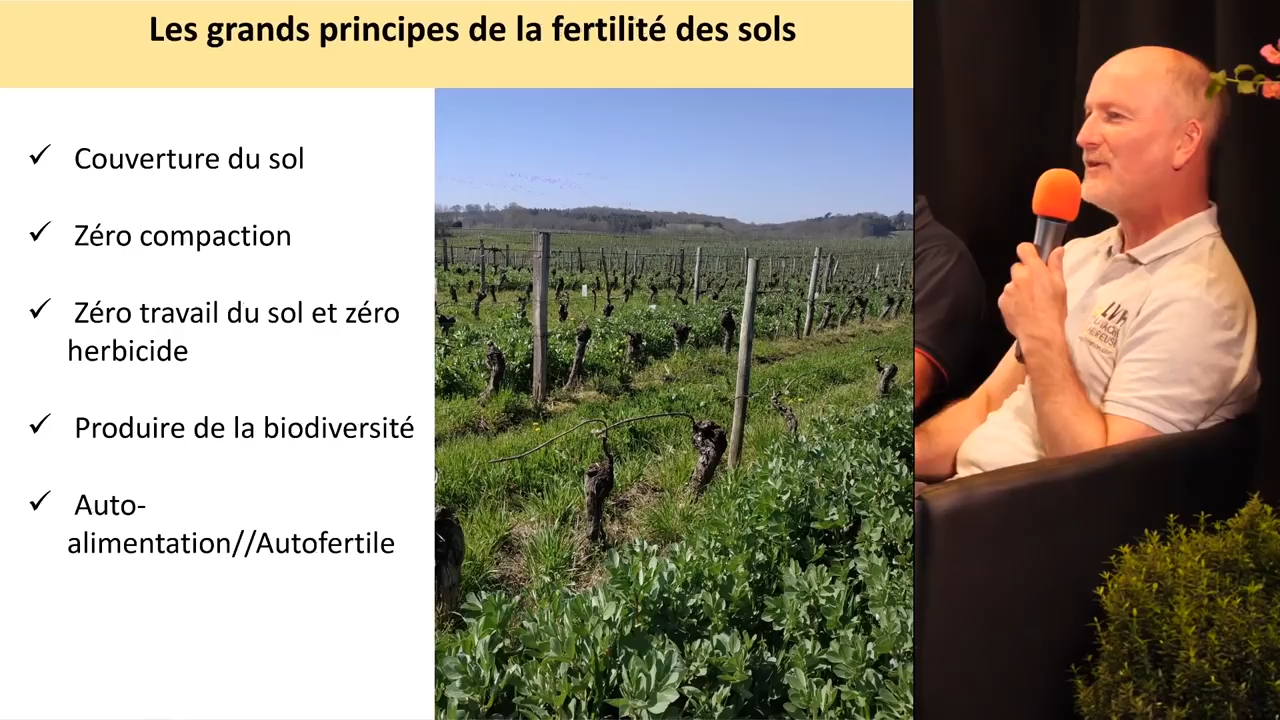 Les grands principes de la fertilité des sols
✓ Couverture du sol
✓ Zéro compaction
✓ Zéro travail du sol et zéro
herbicide
✓ Produire de la biodiversité
✓ Auto-
alimentation//Autofertile